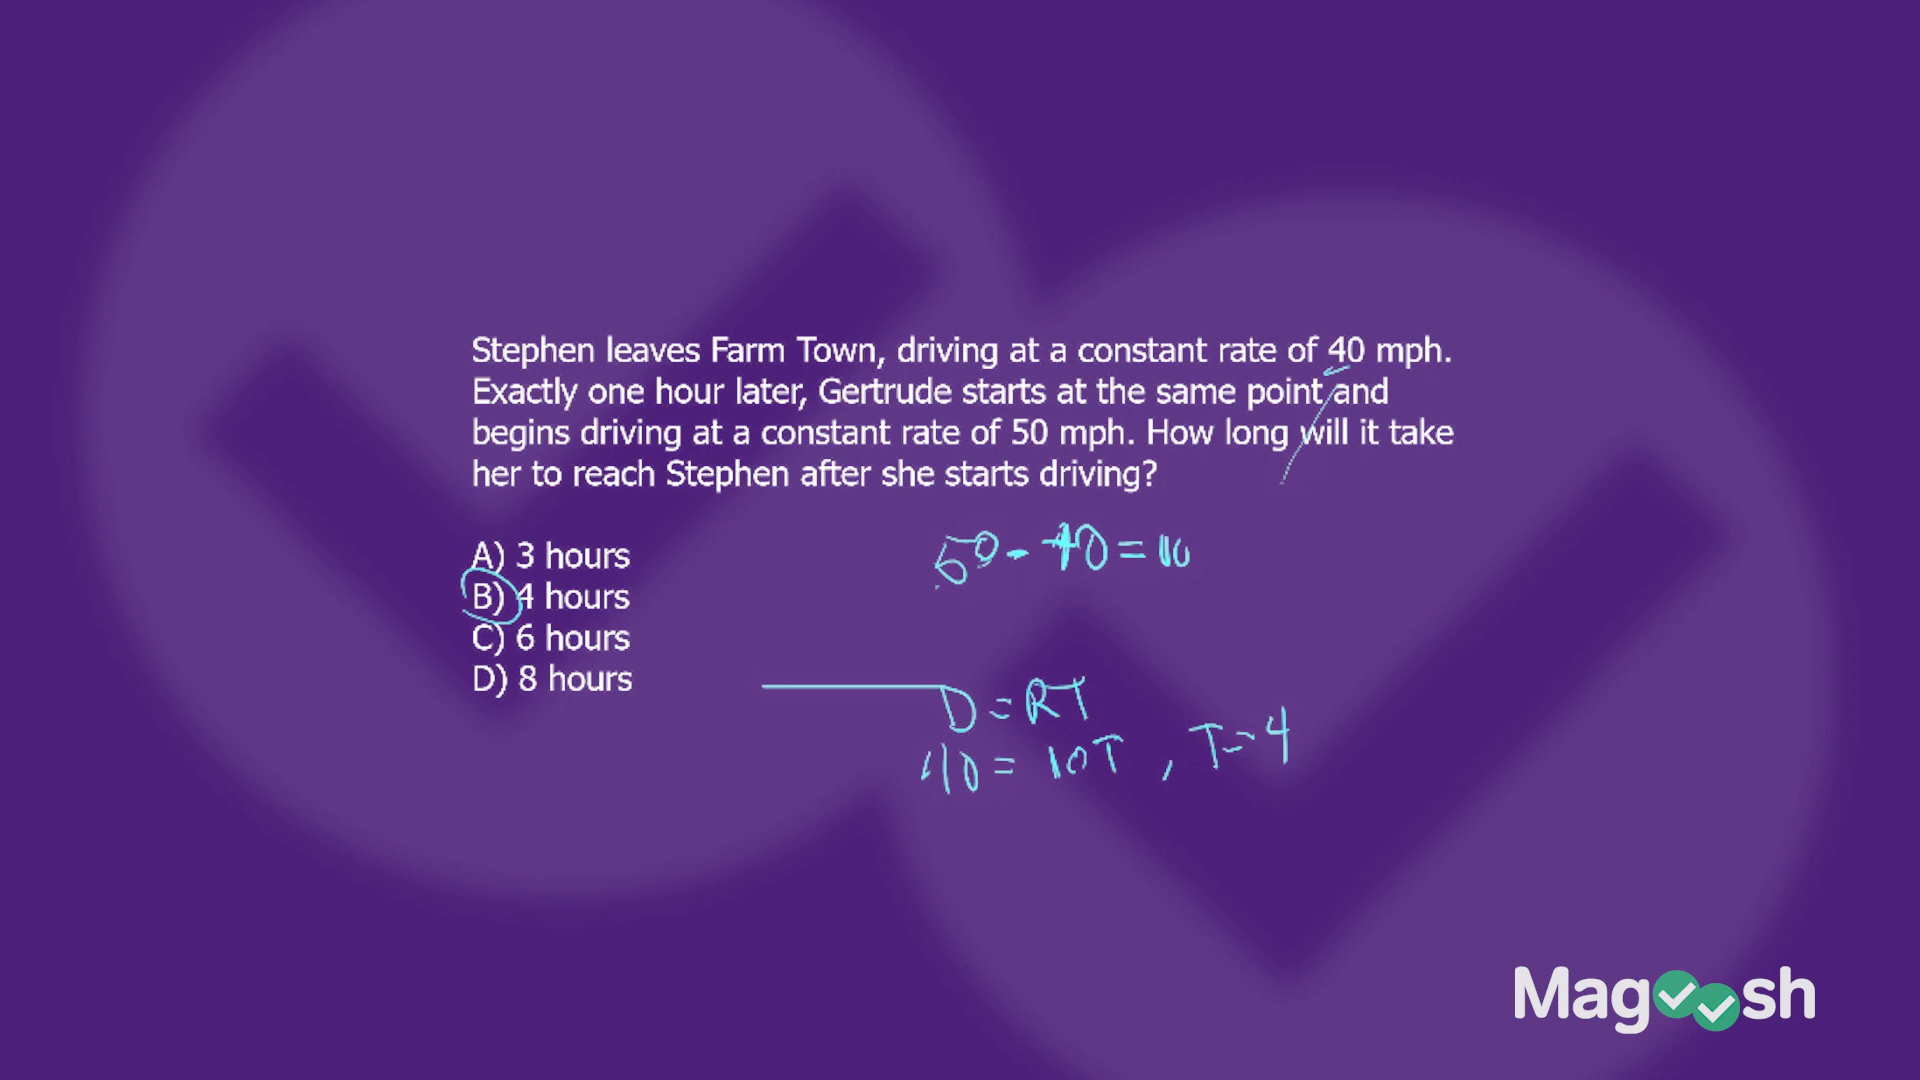 Stephen leaves Farm Town, driving at a constant rate of 40 mph.
Exactly one hour later, Gertrude starts at the same point and
begins driving at a constant rate of 50 mph. How long will it take
her to reach Stephen after she starts driving?
A) 3 hours
B) 4 hours
C) 6 hours
D) 8 hours
50 - 40 = 10
D = RT
40 = 10T , T = 4
Magoosh